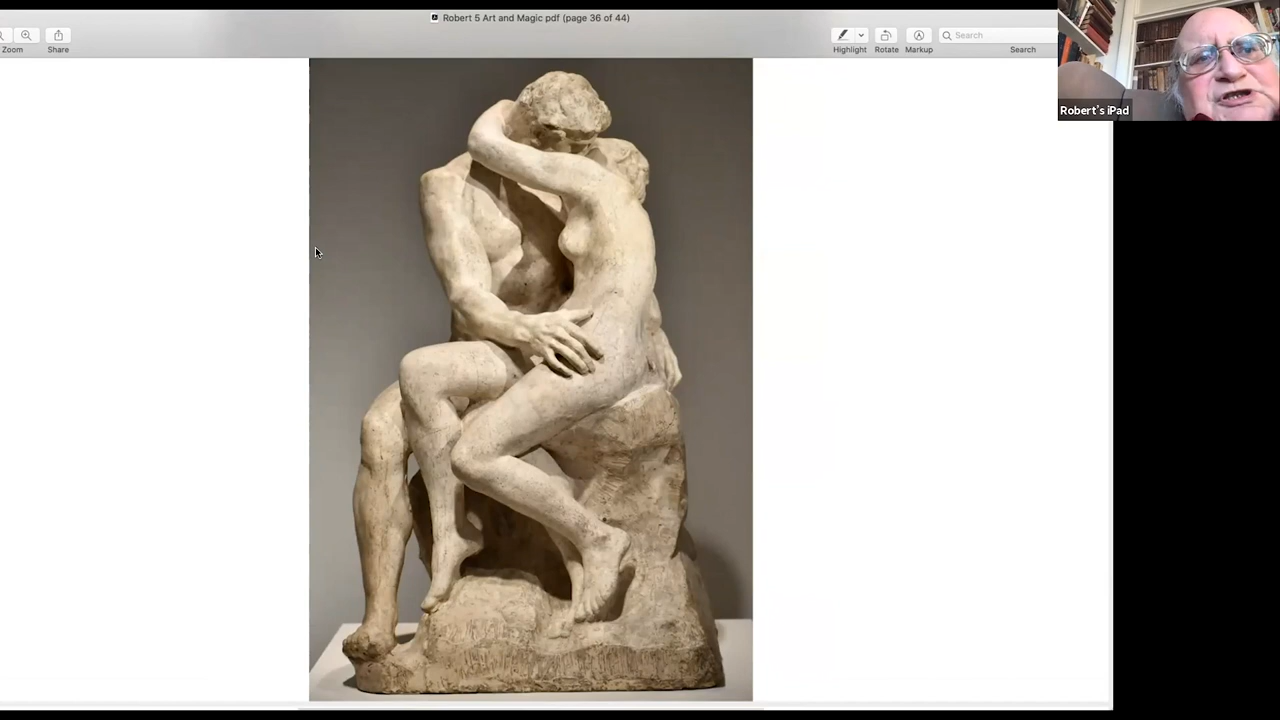 Robert 5 Art and Magic pdf (page 36 of 44)
Zoom
Share
Highlight
Rotate
Markup
Search
Search
Robert's iPad